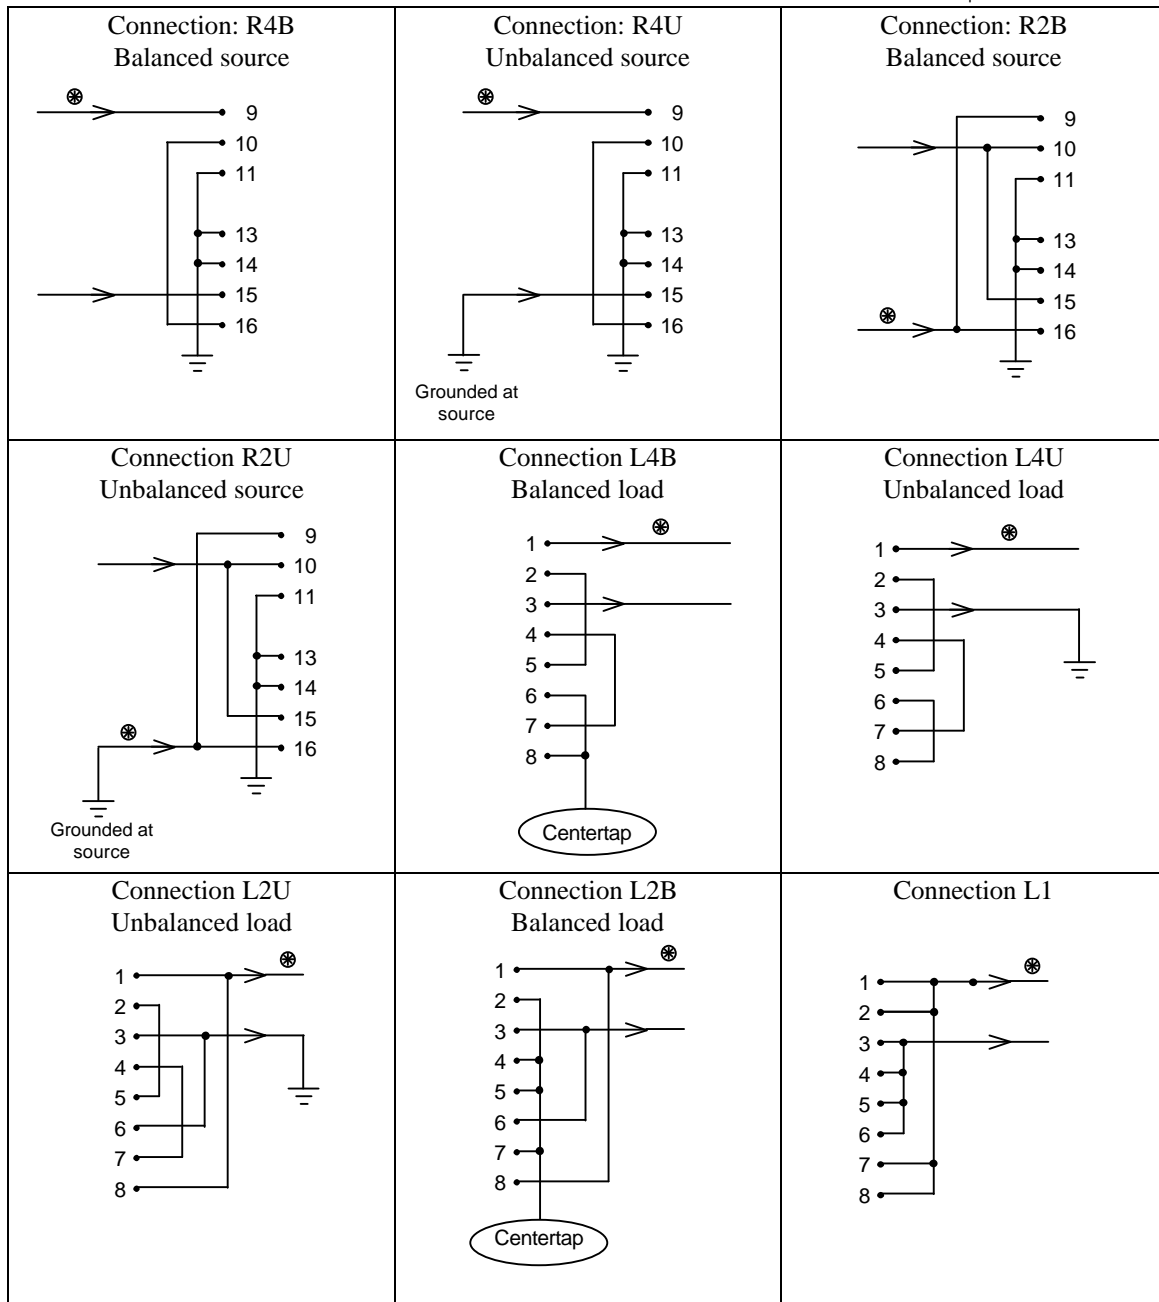 Connection: R4B
Balanced source
9
10
11
13
14
15
16
Connection: R4U
Unbalanced source
9
10
11
13
14
15
16
Grounded at
source
Connection: R2B
Balanced source
9
10
11
13
14
15
16
Connection R2U
Unbalanced source
9
10
11
13
14
15
16
Grounded at
source
Connection L4B
Balanced load
1
2
3
4
5
6
7
8
Centertap
Connection L4U
Unbalanced load
1
2
3
4
5
6
7
8
Connection L2U
Unbalanced load
1
2
3
4
5
6
7
8
Connection L2B
Balanced load
1
2
3
4
5
6
7
8
Centertap
Connection L1
1
2
3
4
5
6
7
8